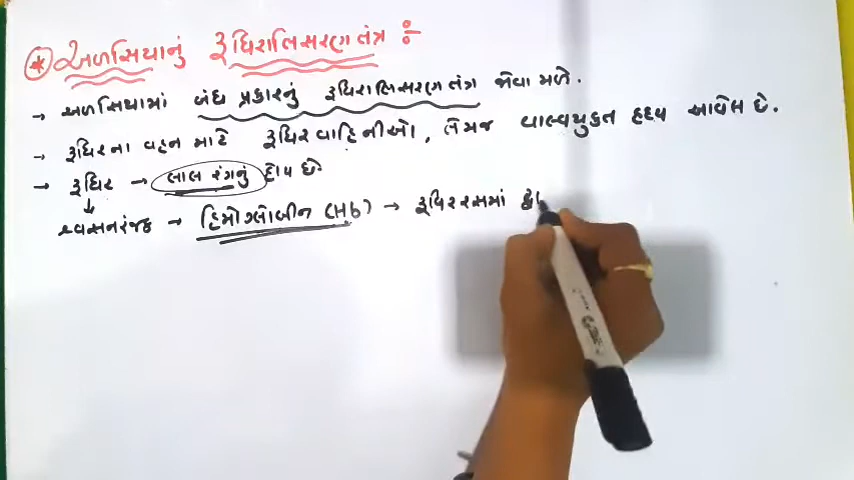 * અળસિયાનું રૂધિરાભિસરણ તંત્ર ÷
→ અળસિયામાં બંધ પ્રકારનું રૂધિરાભિસરણ તંત્ર જોવા મળે.
→ રૂધિરના વહન માટે રૂધિરવાહિનીઓ, તેમજ વાલ્વયુકત હૃદય આવેલ છે.
→ રૂધિર → લાલ રંગનું હોય છે.
↓
શ્વસનરંજક → હિમોગ્લોબીન (Hb) → રૂધિરરસમાં